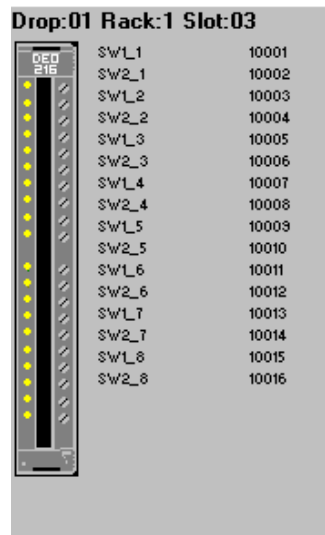 Drop:01 Rack:1 Slot:03
DEO
216
SW1_1 10001
SW2_1 10002
SW1_2 10003
SW2_2 10004
SW1_3 10005
SW2_3 10006
SW1_4 10007
SW2_4 10008
SW1_5 10009
SW2_5 10010
SW1_6 10011
SW2_6 10012
SW1_7 10013
SW2_7 10014
SW1_8 10015
SW2_8 10016